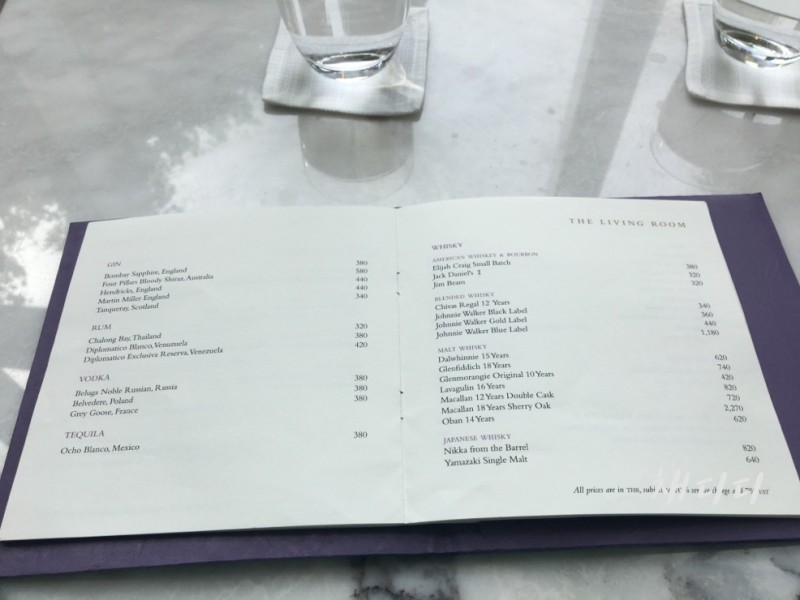 GIN
Bombay Sapphire, England 380
Four Pillars Bloody Shiraz, Australia 580
Hendricks, England 440
Martin Miller England 440
Tanqueray, Scotland 340
RUM
Chalong Bay, Thailand 320
Diplomatico Blanco, Venuzuela 380
Diplomatico Exclusiva Reserva, Venezuela 420
VODKA
Beluga Noble Russian, Russia 380
Belvedere, Poland 380
Grey Goose, France 380
TEQUILA
Ocho Blanco, Mexico 380
THE LIVING ROOM
WHISKY
AMERICAN WHISKEY & BOURBON
Elijah Craig Small Batch 380
Jack Daniel's 320
Jim Beam 320
BLENDED WHISKY
Chivas Regal 12 Years 340
Johnnie Walker Black Label 360
Johnnie Walker Gold Label 440
Johnnie Walker Blue Label 1,180
MALT WHISKY
Dalwhinnie 15 Years 620
Glenfiddich 18 Years 740
Glenmorangie Original 10 Years 420
Lavagulin 16 Years 820
Macallan 12 Years Double Cask 720
Macallan 18 Years Sherry Oak 2,270
Oban 14 Years 620
JAPANESE WHISKY
Nikka from the Barrel 820
Yamazaki Single Malt 640
All prices are in THB,